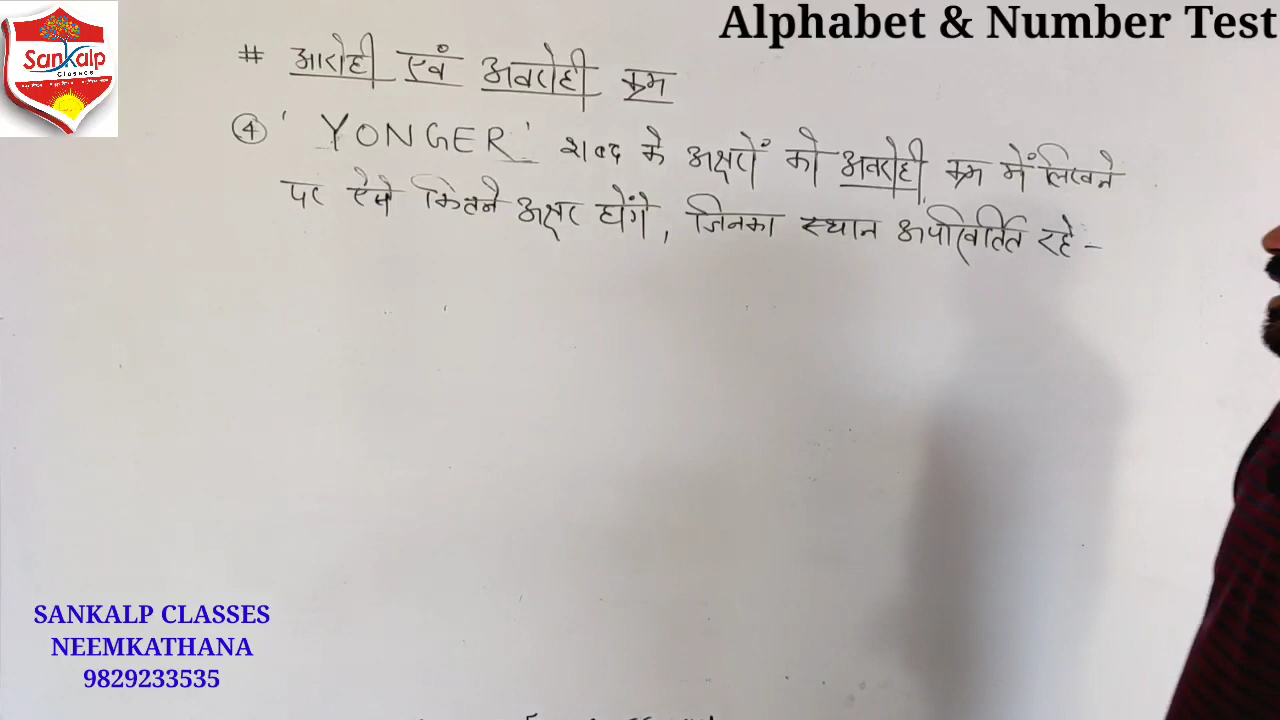 Alphabet & Number Test
Sankalp
Classes
# आरोही एवं अवरोही क्रम
④ 'YONGER' शब्द के अक्षरों को अवरोही क्रम में लिखने
पर ऐसे कितने अक्षर होंगे, जिनका स्थान अपरिवर्तित रहे -
SANKALP CLASSES
NEEMKATHANA
9829233535